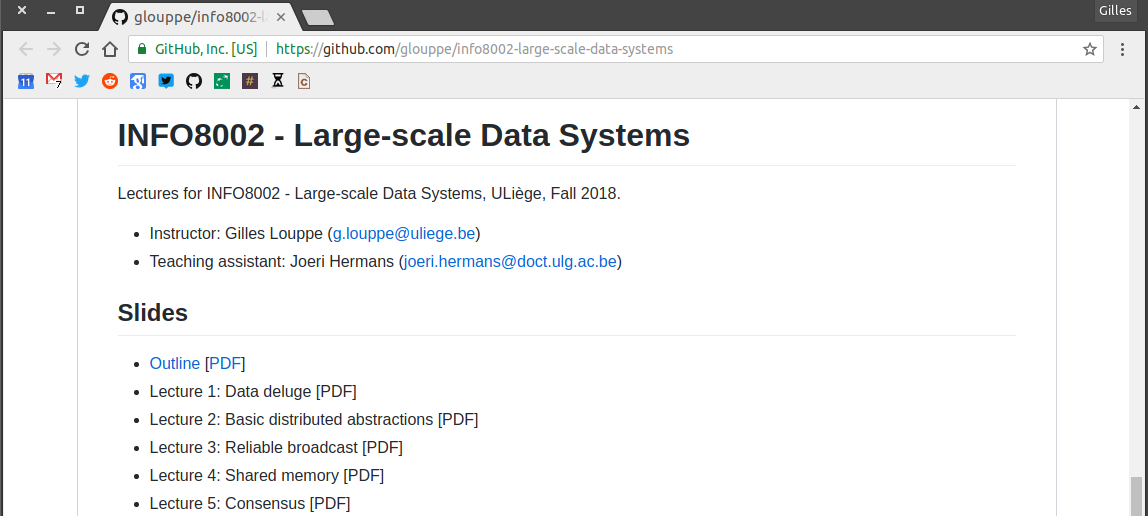 glouppe/info8002-l
Gilles
GitHub, Inc. [US] https://github.com/glouppe/info8002-large-scale-data-systems
11 7 g # C
INFO8002 - Large-scale Data Systems
Lectures for INFO8002 - Large-scale Data Systems, ULiège, Fall 2018.
• Instructor: Gilles Louppe (g.louppe@uliege.be)
• Teaching assistant: Joeri Hermans (joeri.hermans@doct.ulg.ac.be)
Slides
• Outline [PDF]
• Lecture 1: Data deluge [PDF]
• Lecture 2: Basic distributed abstractions [PDF]
• Lecture 3: Reliable broadcast [PDF]
• Lecture 4: Shared memory [PDF]
• Lecture 5: Consensus [PDF]